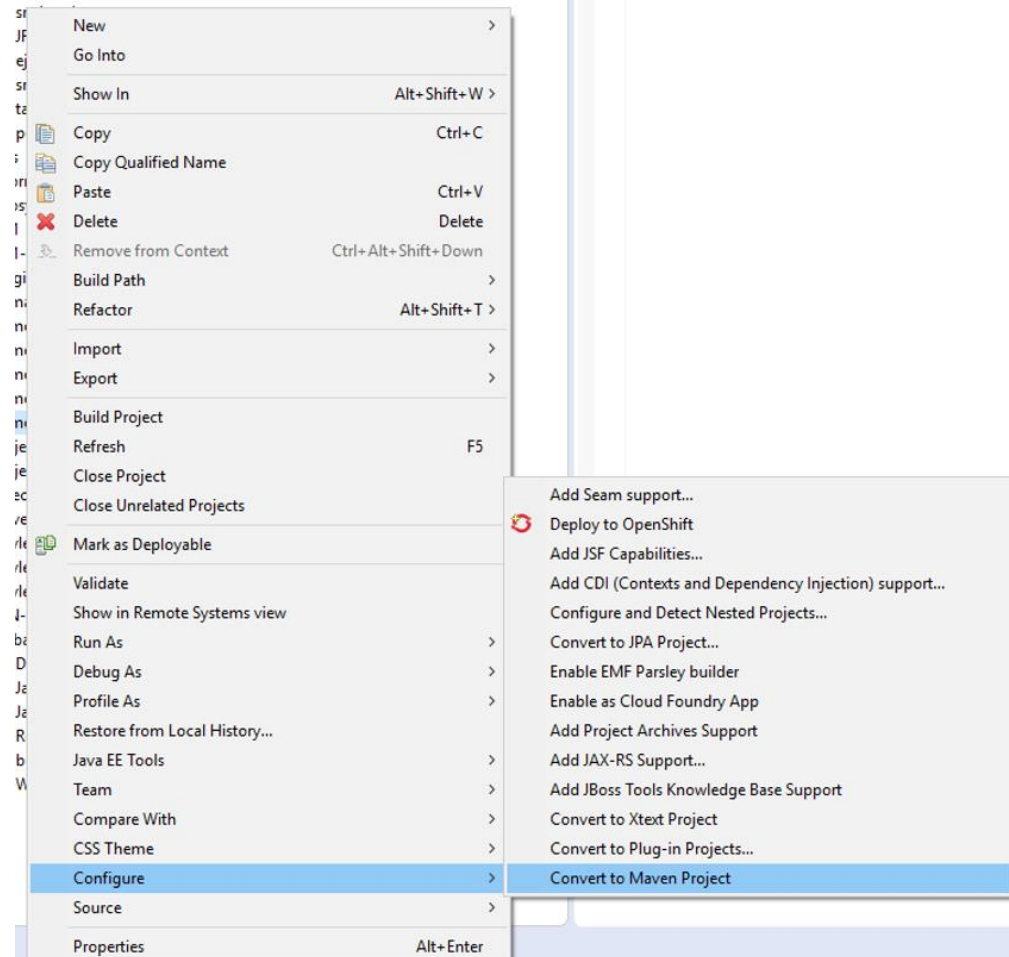 New
Go Into
Show In Alt+Shift+W
Copy Ctrl+C
Copy Qualified Name
Paste Ctrl+V
Delete Delete
Remove from Context Ctrl+Alt+Shift+Down
Build Path
Refactor Alt+Shift+T
Import
Export
Build Project
Refresh F5
Close Project
Close Unrelated Projects
Mark as Deployable
Validate
Show in Remote Systems view
Run As
Debug As
Profile As
Restore from Local History...
Java EE Tools
Team
Compare With
CSS Theme
Configure
Source
Properties Alt+Enter
Add Seam support...
Deploy to OpenShift
Add JSF Capabilities...
Add CDI (Contexts and Dependency Injection) support...
Configure and Detect Nested Projects...
Convert to JPA Project...
Enable EMF Parsley builder
Enable as Cloud Foundry App
Add Project Archives Support
Add JAX-RS Support...
Add JBoss Tools Knowledge Base Support
Convert to Xtext Project
Convert to Plug-in Projects...
Convert to Maven Project